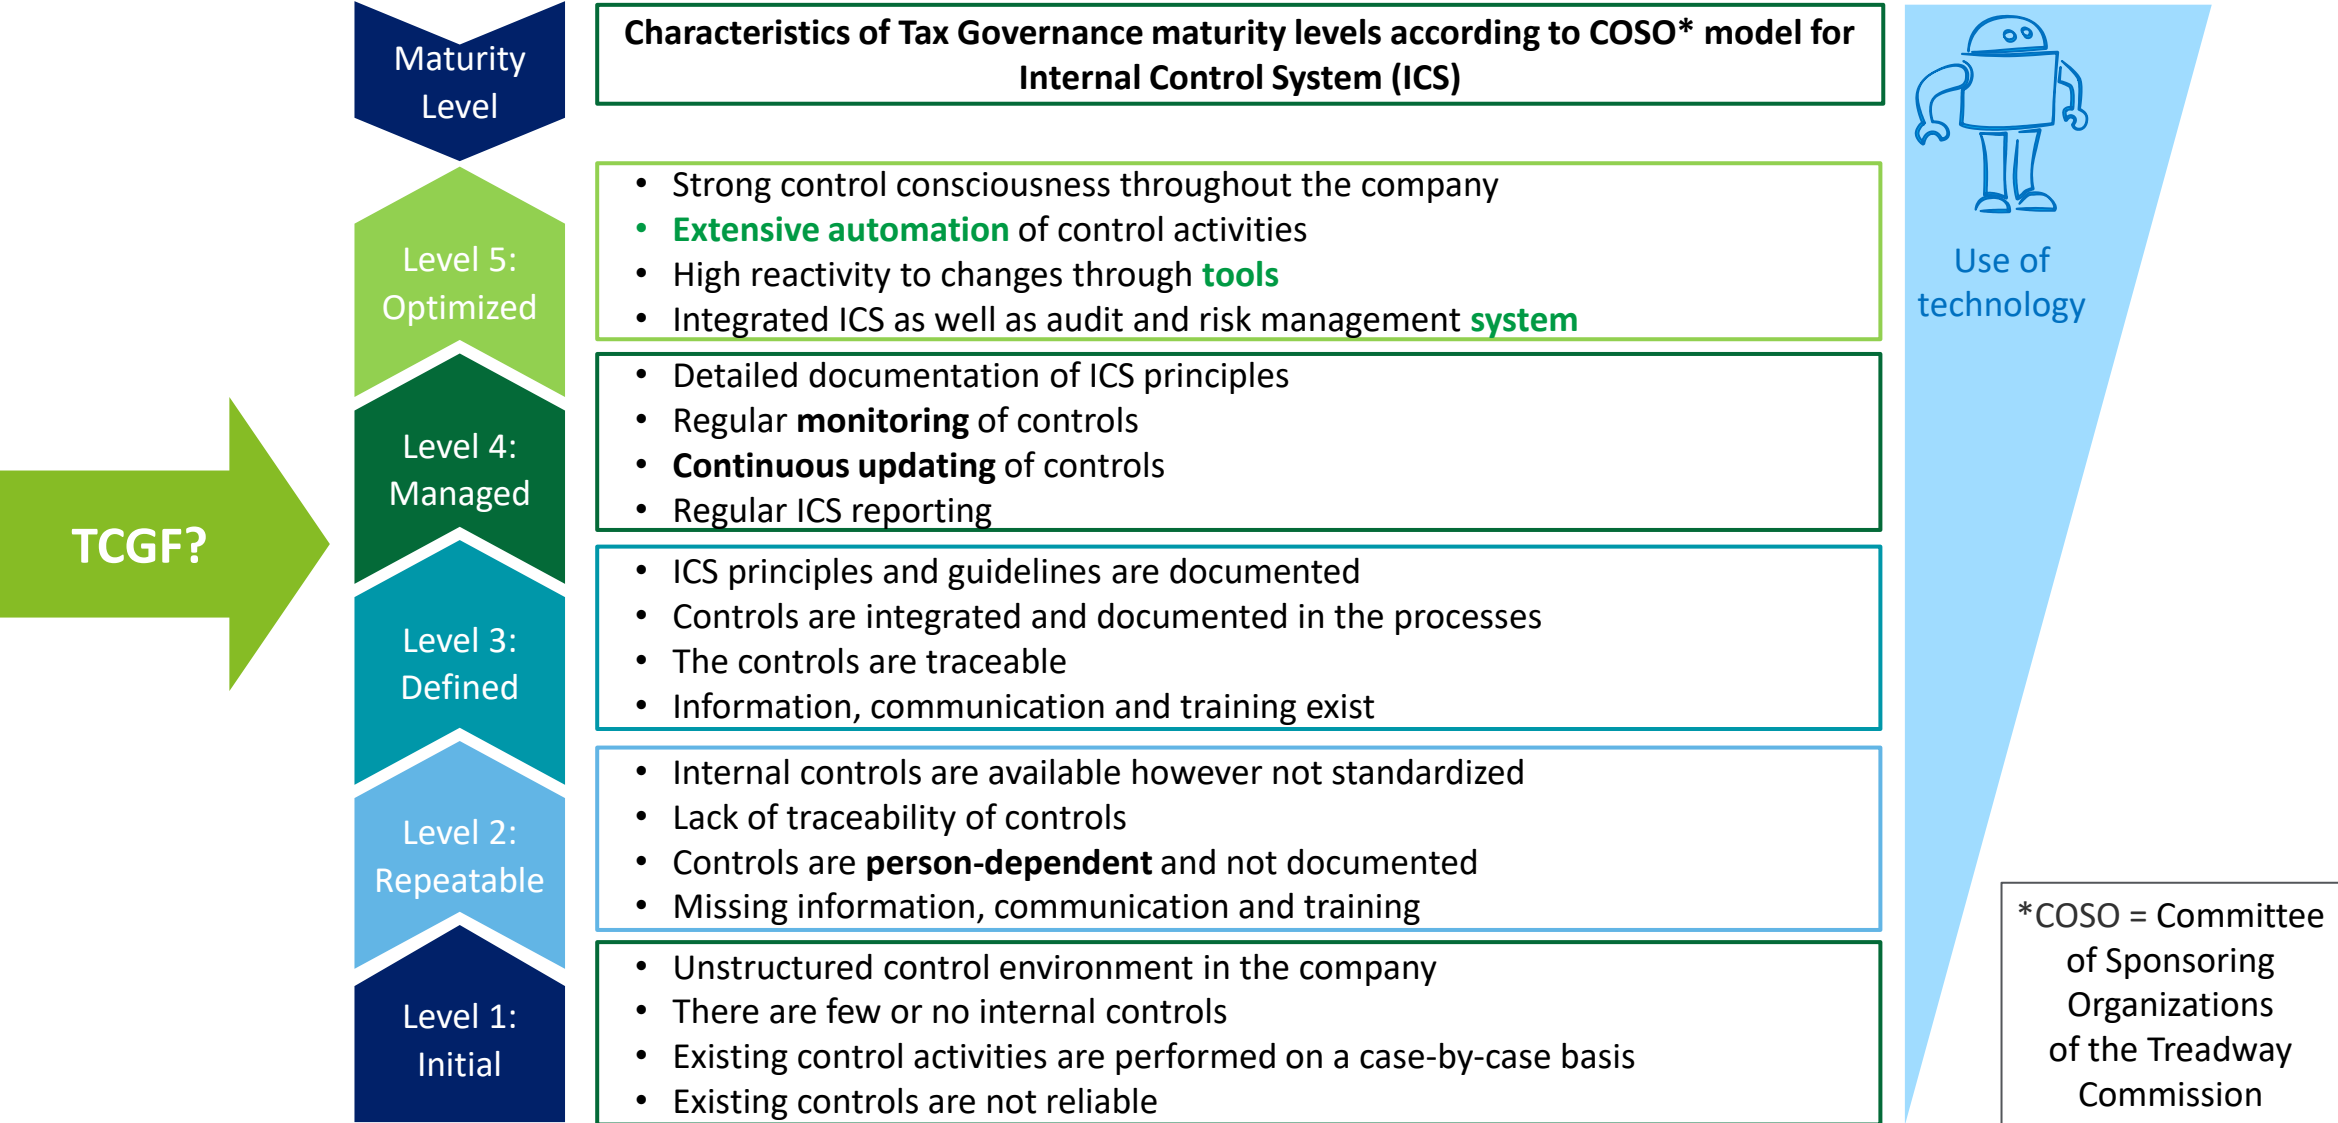 Maturity
Level
Characteristics of Tax Governance maturity levels according to COSO* model for
Internal Control System (ICS)
Level 5:
Optimized
• Strong control consciousness throughout the company
• Extensive automation of control activities
• High reactivity to changes through tools
• Integrated ICS as well as audit and risk management system
Use of
technology
TCGF?
Level 4:
Managed
• Detailed documentation of ICS principles
• Regular monitoring of controls
• Continuous updating of controls
• Regular ICS reporting
Level 3:
Defined
• ICS principles and guidelines are documented
• Controls are integrated and documented in the processes
• The controls are traceable
• Information, communication and training exist
Level 2:
Repeatable
• Internal controls are available however not standardized
• Lack of traceability of controls
• Controls are person-dependent and not documented
• Missing information, communication and training
Level 1:
Initial
• Unstructured control environment in the company
• There are few or no internal controls
• Existing control activities are performed on a case-by-case basis
• Existing controls are not reliable
*COSO = Committee
of Sponsoring
Organizations
of the Treadway
Commission